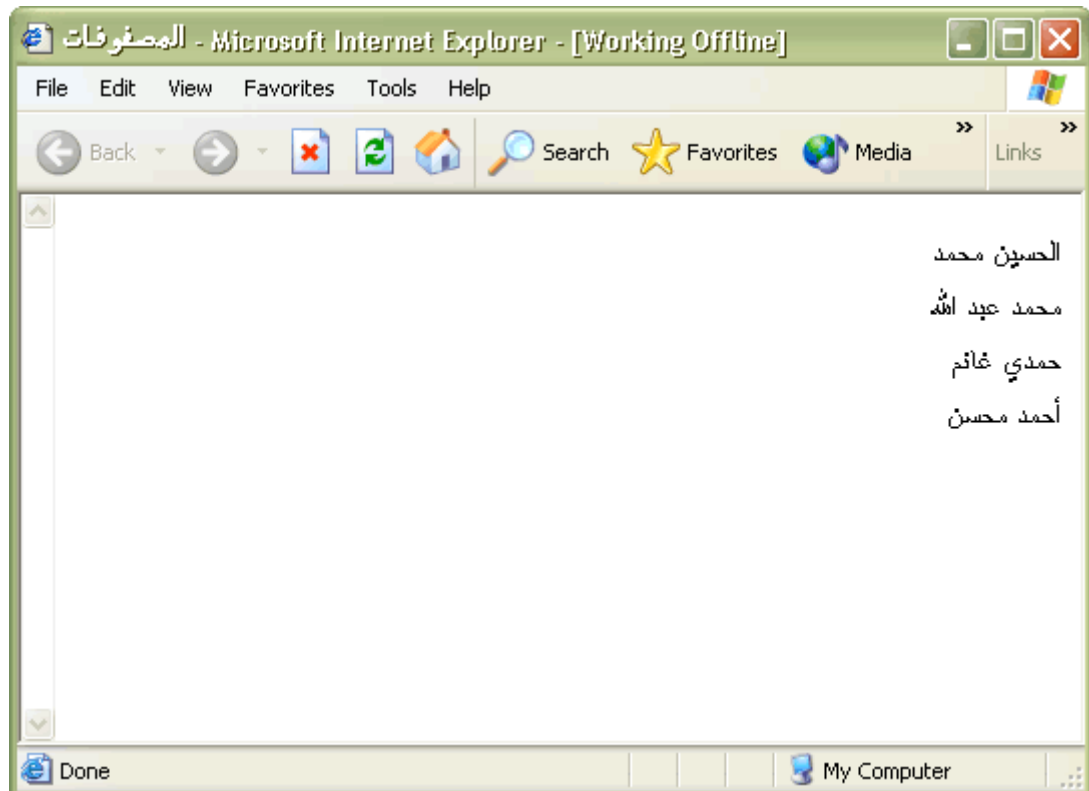 المصفوفات - Microsoft Internet Explorer - [Working Offline]
File Edit View Favorites Tools Help
Back Search Favorites Media » Links »
الحسين محمد
محمد عبد الله
حمدي غانم
أحمد محسن
Done My Computer